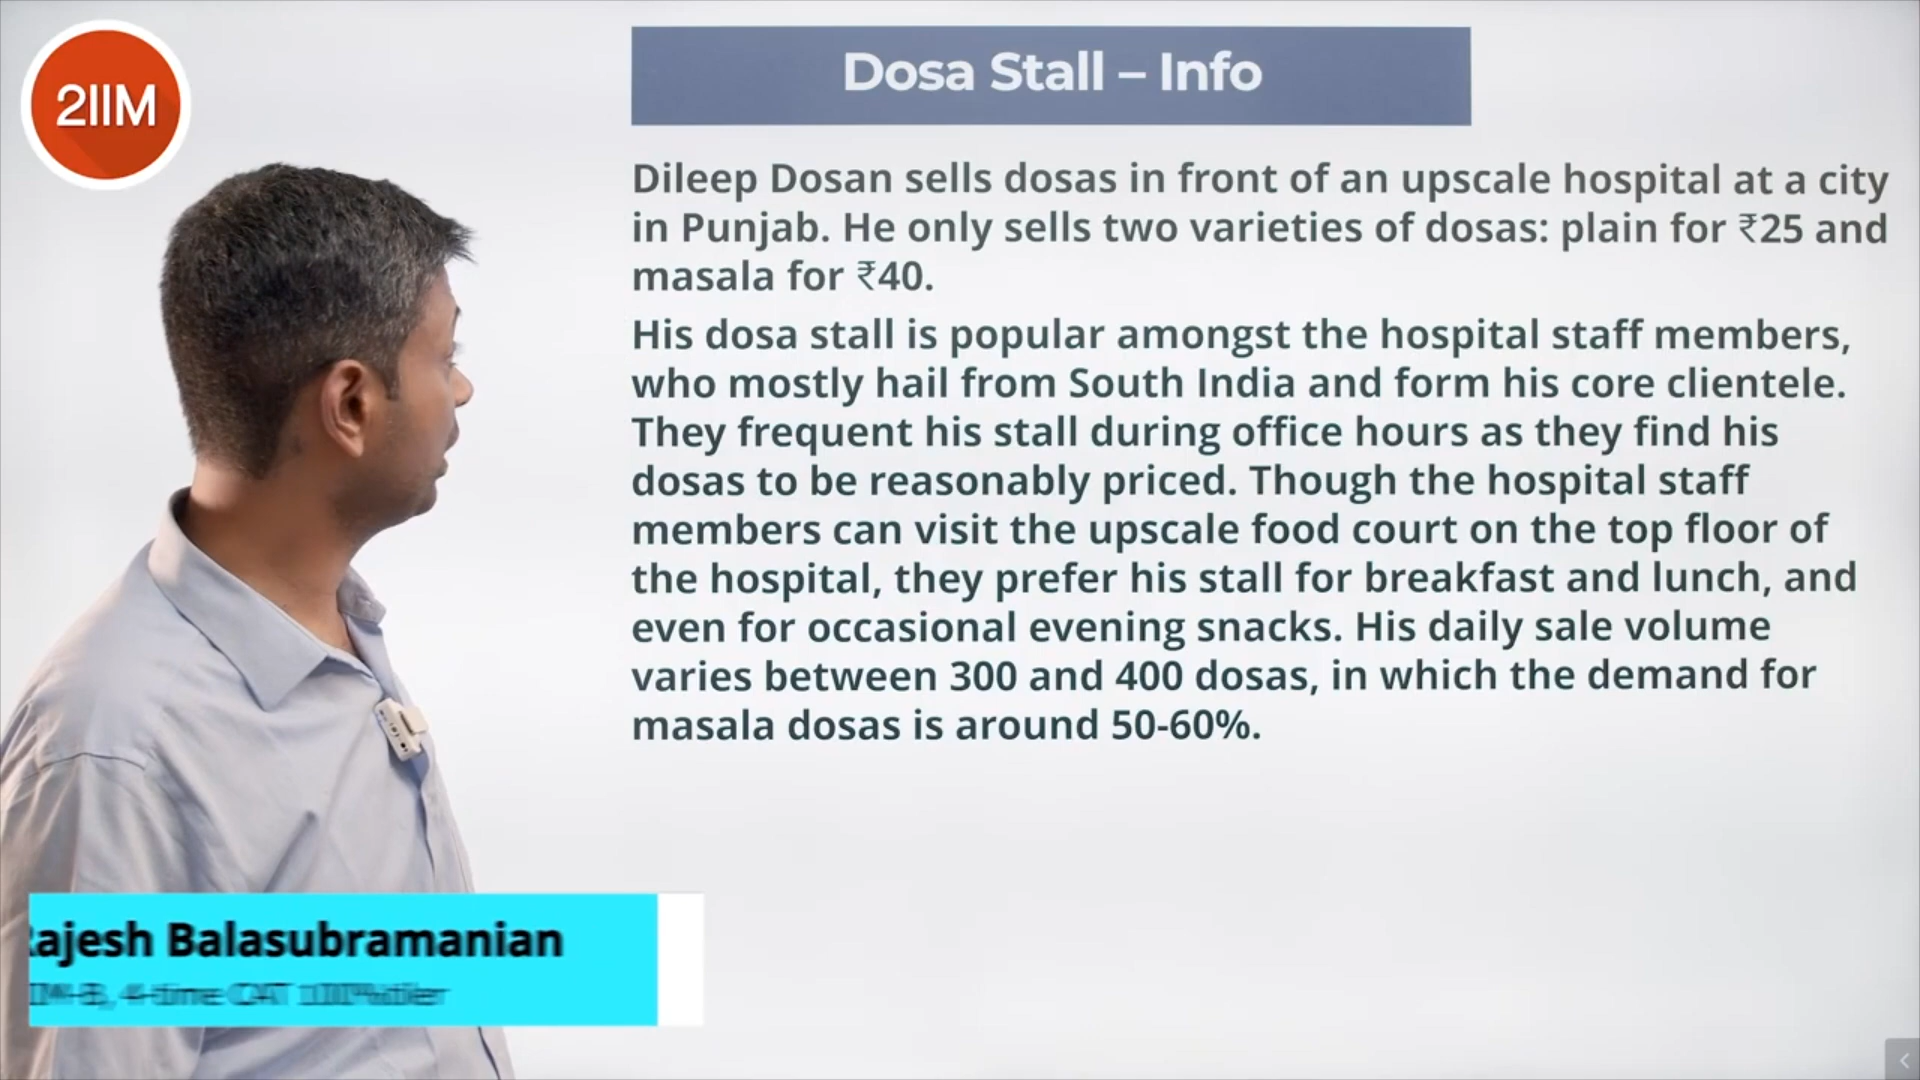 2IIM
Dosa Stall – Info
Dileep Dosan sells dosas in front of an upscale hospital at a city
in Punjab. He only sells two varieties of dosas: plain for ₹25 and
masala for ₹40.
His dosa stall is popular amongst the hospital staff members,
who mostly hail from South India and form his core clientele.
They frequent his stall during office hours as they find his
dosas to be reasonably priced. Though the hospital staff
members can visit the upscale food court on the top floor of
the hospital, they prefer his stall for breakfast and lunch, and
even for occasional evening snacks. His daily sale volume
varies between 300 and 400 dosas, in which the demand for
masala dosas is around 50-60%.
ajesh Balasubramanian
4-time CAT